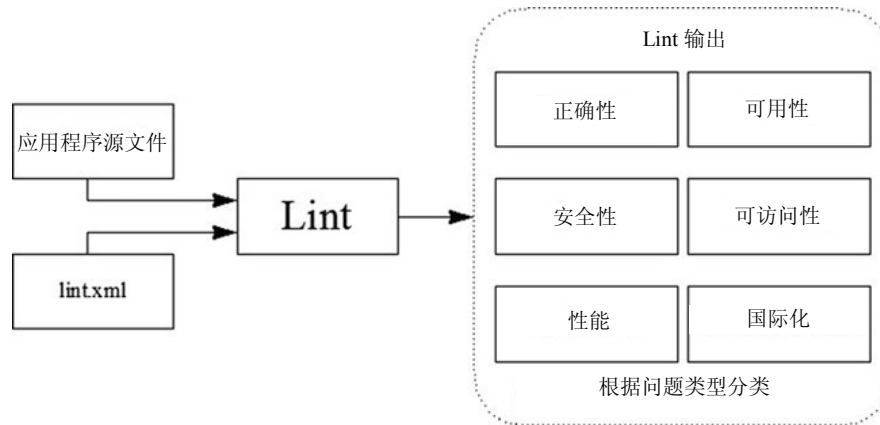 Lint 输出
正确性
可用性
应用程序源文件
安全性
可访问性
Lint
lint.xml
性能
国际化
根据问题类型分类